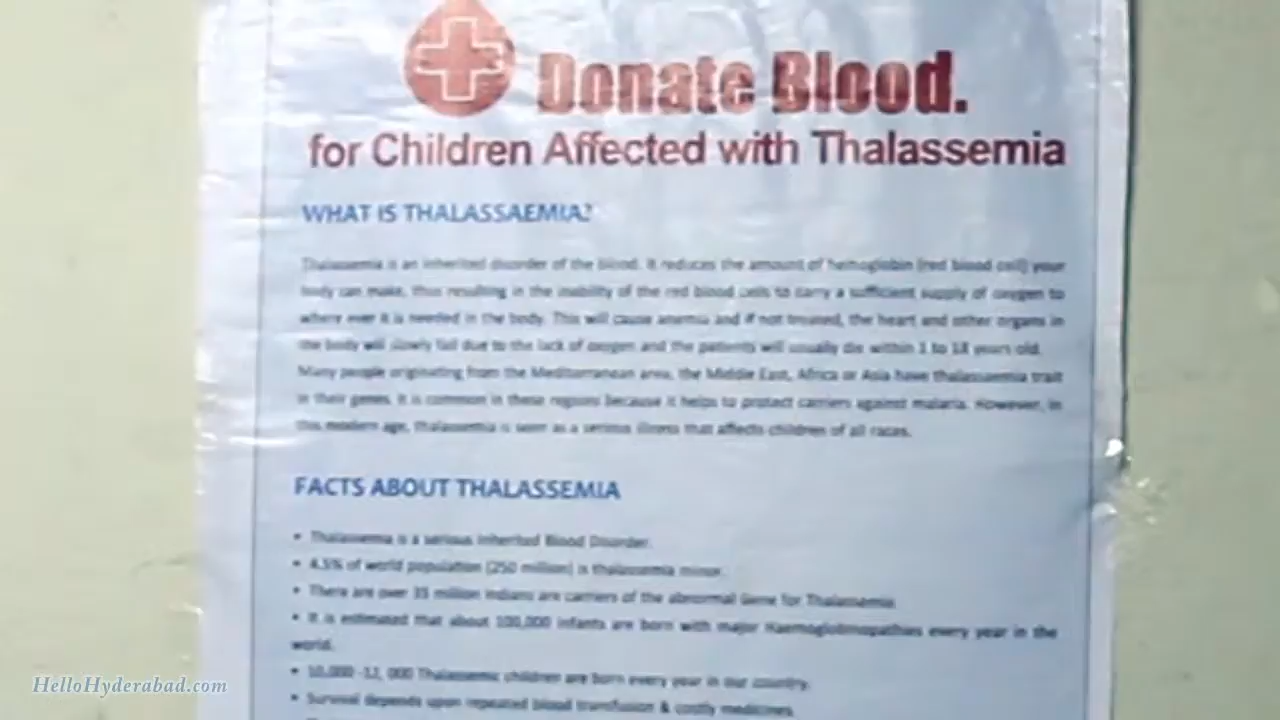 Donate Blood.
for Children Affected with Thalassemia
WHAT IS THALASSAEMIA?
Thalassemia is an inherited disorder of the blood. It reduces the amount of hemoglobin (red blood cell) your
body can make, thus resulting in the inability of the red blood cells to carry a sufficient supply of oxygen to
where ever it is needed in the body. This will cause anemia and if not treated, the heart and other organs in
the body will slowly fail due to the lack of oxygen and the patients will usually die within 1 to 18 years old.
Many people originating from the Mediterranean area, the Middle East, Africa or Asia have thalassaemia trait
in their genes. It is common in these regions because it helps to protect carriers against malaria. However, in
this modern age, thalassemia is seen as a serious illness that affects children of all races.
FACTS ABOUT THALASSEMIA
• Thalassemia is a serious Inherited Blood Disorder.
• 4.5% of world population (250 million) is thalassemia minor.
• There are over 35 million Indians are carriers of the abnormal Gene for Thalassemia.
• It is estimated that about 100,000 infants are born with major Haemoglobinopathies every year in the
world.
• 10,000 -12, 000 Thalassemic children are born every year in our country.
• Survival depends upon repeated blood transfusion & costly medicines.
HelloHyderabad.com